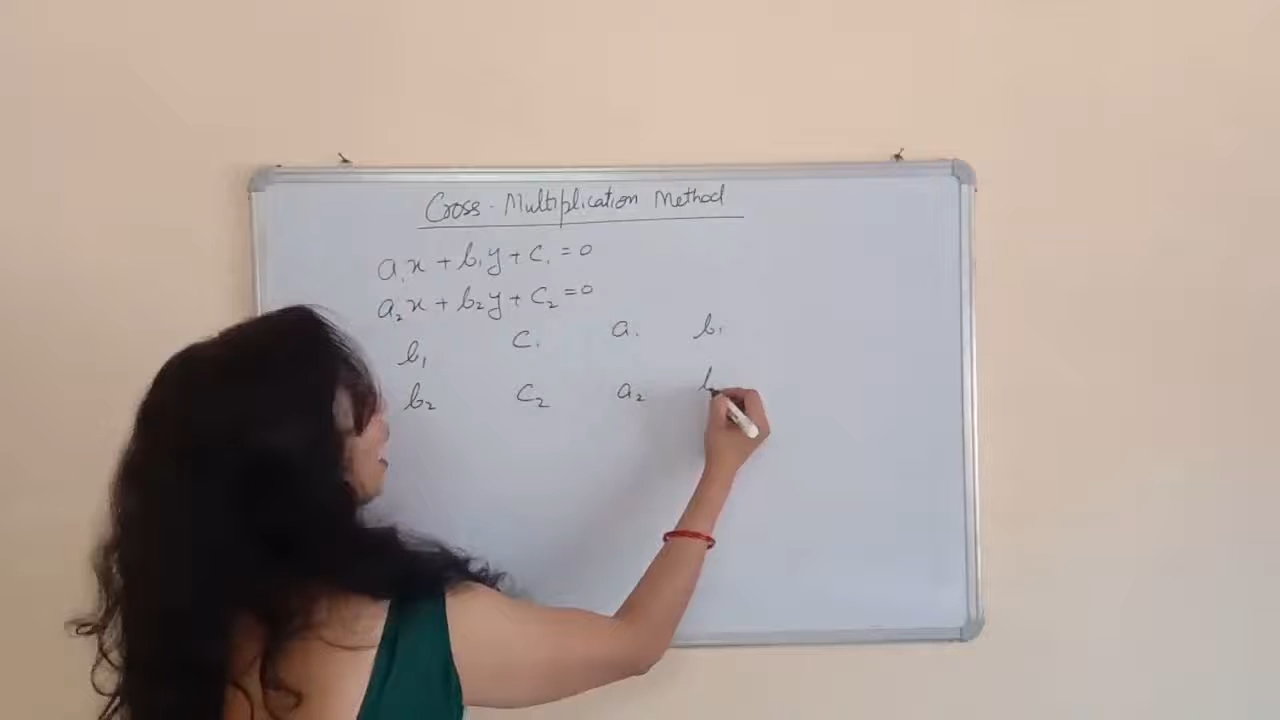 Cross - Multiplication Method
a₁x + b₁y + c₁ = 0
a₂x + b₂y + c₂ = 0
b₁ c₁ a₁ b₁
b₂ c₂ a₂ b